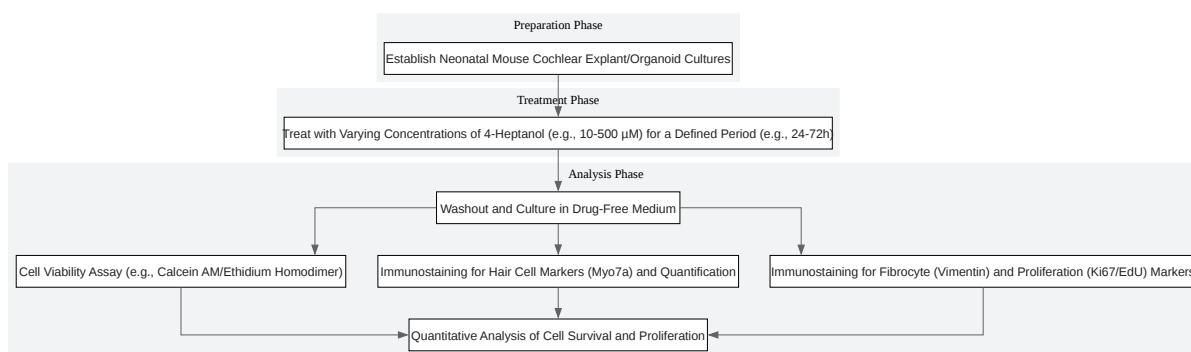 Preparation Phase
Establish Neonatal Mouse Cochlear Explant/Organoid Cultures
Treatment Phase
Treat with Varying Concentrations of 4-Heptanol (e.g., 10-500 µM) for a Defined Period (e.g., 24-72h)
Analysis Phase
Washout and Culture in Drug-Free Medium
Cell Viability Assay (e.g., Calcein AM/Ethidium Homodimer)
Immunostaining for Hair Cell Markers (Myo7a) and Quantification
Immunostaining for Fibrocyte (Vimentin) and Proliferation (Ki67/EdU) Markers
Quantitative Analysis of Cell Survival and Proliferation